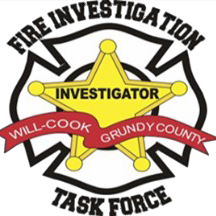 FIRE INVESTIGATION
INVESTIGATOR
WILL-COOK GRUNDY COUNTY
TASK FORCE